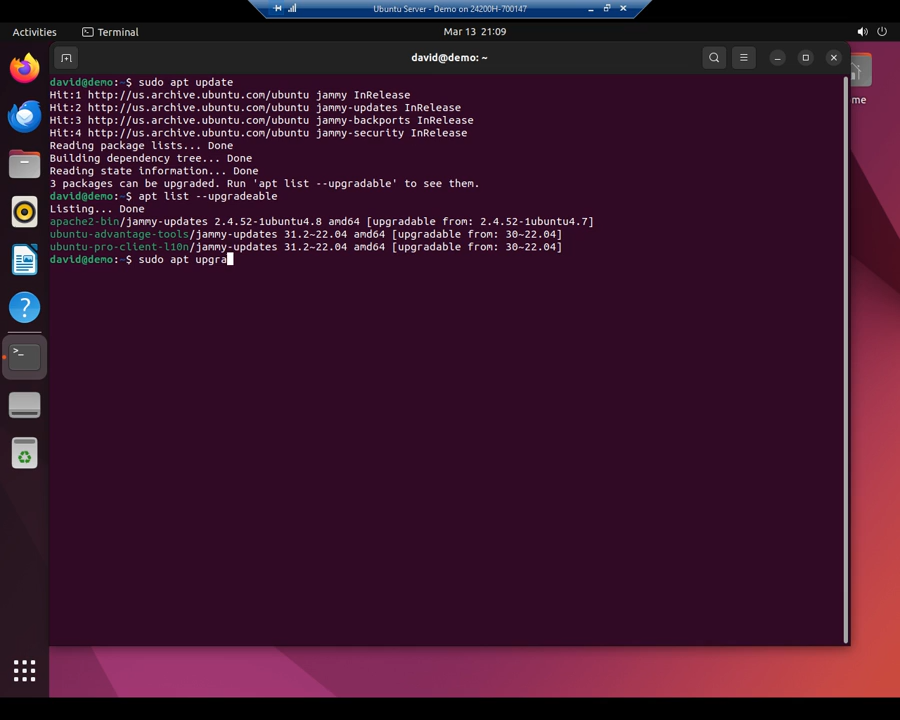 Ubuntu Server - Demo on 24200H-700147
Activities
Terminal
Mar 13 21:09
david@demo: ~
me
david@demo:~$ sudo apt update
Hit:1 http://us.archive.ubuntu.com/ubuntu jammy InRelease
Hit:2 http://us.archive.ubuntu.com/ubuntu jammy-updates InRelease
Hit:3 http://us.archive.ubuntu.com/ubuntu jammy-backports InRelease
Hit:4 http://us.archive.ubuntu.com/ubuntu jammy-security InRelease
Reading package lists... Done
Building dependency tree... Done
Reading state information... Done
3 packages can be upgraded. Run 'apt list --upgradable' to see them.
david@demo:~$ apt list --upgradeable
Listing... Done
apache2-bin/jammy-updates 2.4.52-1ubuntu4.8 amd64 [upgradable from: 2.4.52-1ubuntu4.7]
ubuntu-advantage-tools/jammy-updates 31.2~22.04 amd64 [upgradable from: 30~22.04]
ubuntu-pro-client-l10n/jammy-updates 31.2~22.04 amd64 [upgradable from: 30~22.04]
david@demo:~$ sudo apt upgra